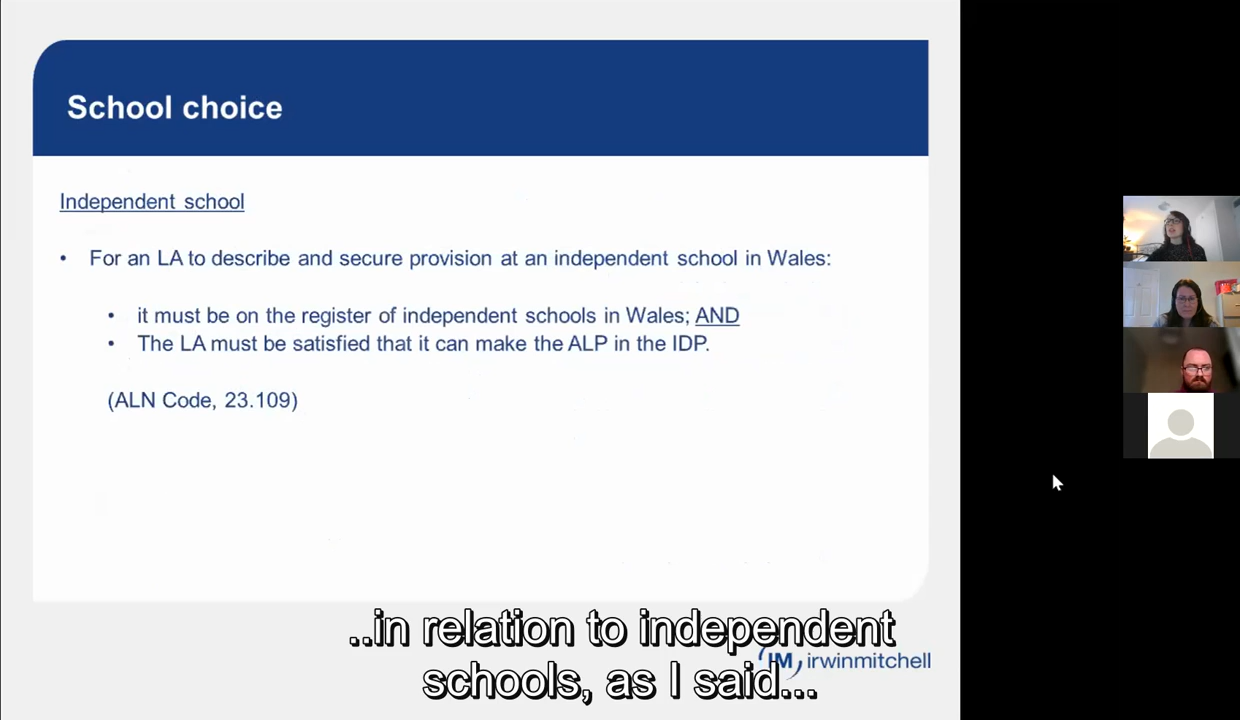 School choice
Independent school
• For an LA to describe and secure provision at an independent school in Wales:
• it must be on the register of independent schools in Wales; AND
• The LA must be satisfied that it can make the ALP in the IDP.
(ALN Code, 23.109)
..in relation to independent
schools, as I said...
IM irwinmitchell